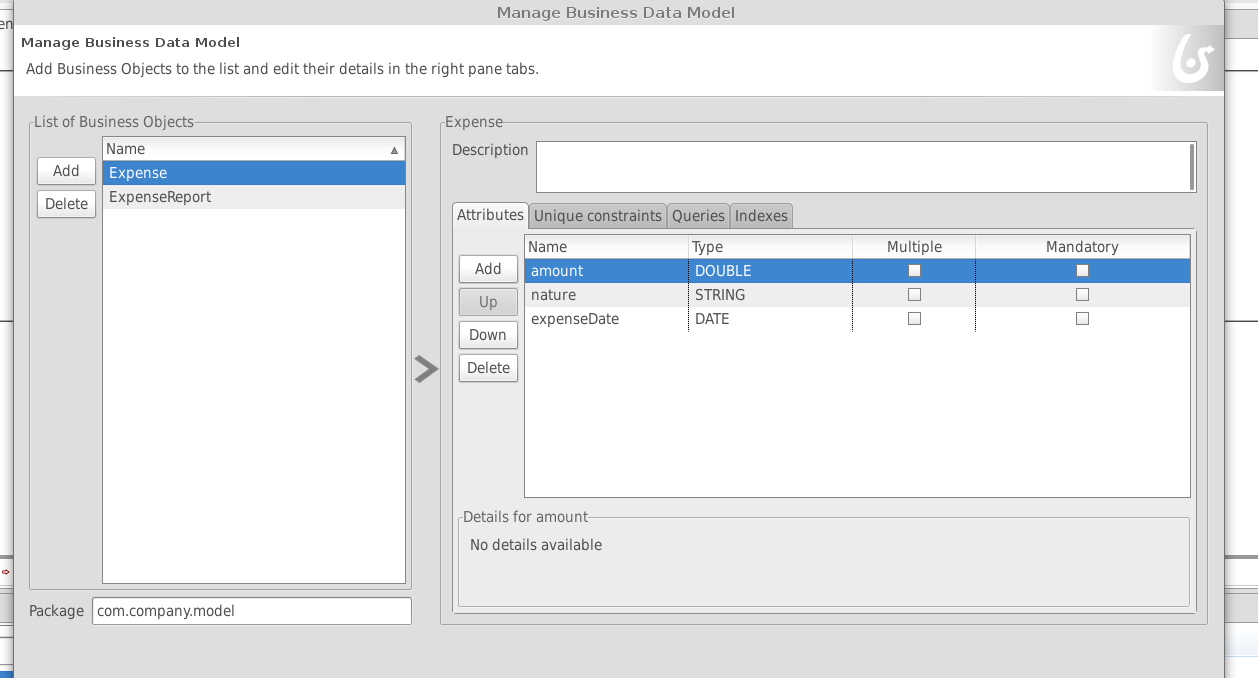 Manage Business Data Model
en
Manage Business Data Model
Add Business Objects to the list and edit their details in the right pane tabs.
List of Business Objects
Add
Delete
Name
Expense
ExpenseReport
Package com.company.model
Expense
Description
Attributes Unique constraints Queries Indexes
Add
Up
Down
Delete
Name Type Multiple Mandatory
amount DOUBLE
nature STRING
expenseDate DATE
Details for amount
No details available